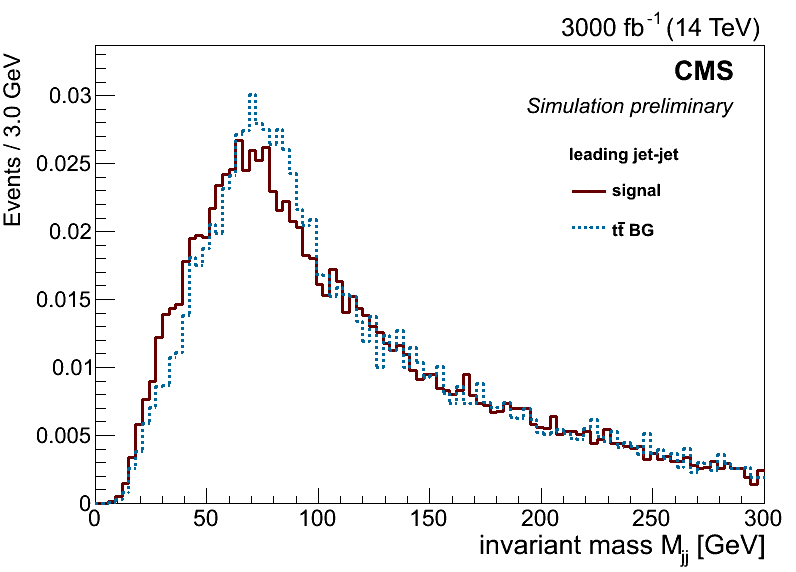 3000 fb⁻¹ (14 TeV)
CMS
Simulation preliminary
leading jet-jet
signal
tt̄ BG
Events / 3.0 GeV
0.03
0.025
0.02
0.015
0.01
0.005
0
0 50 100 150 200 250 300
invariant mass Mjj [GeV]